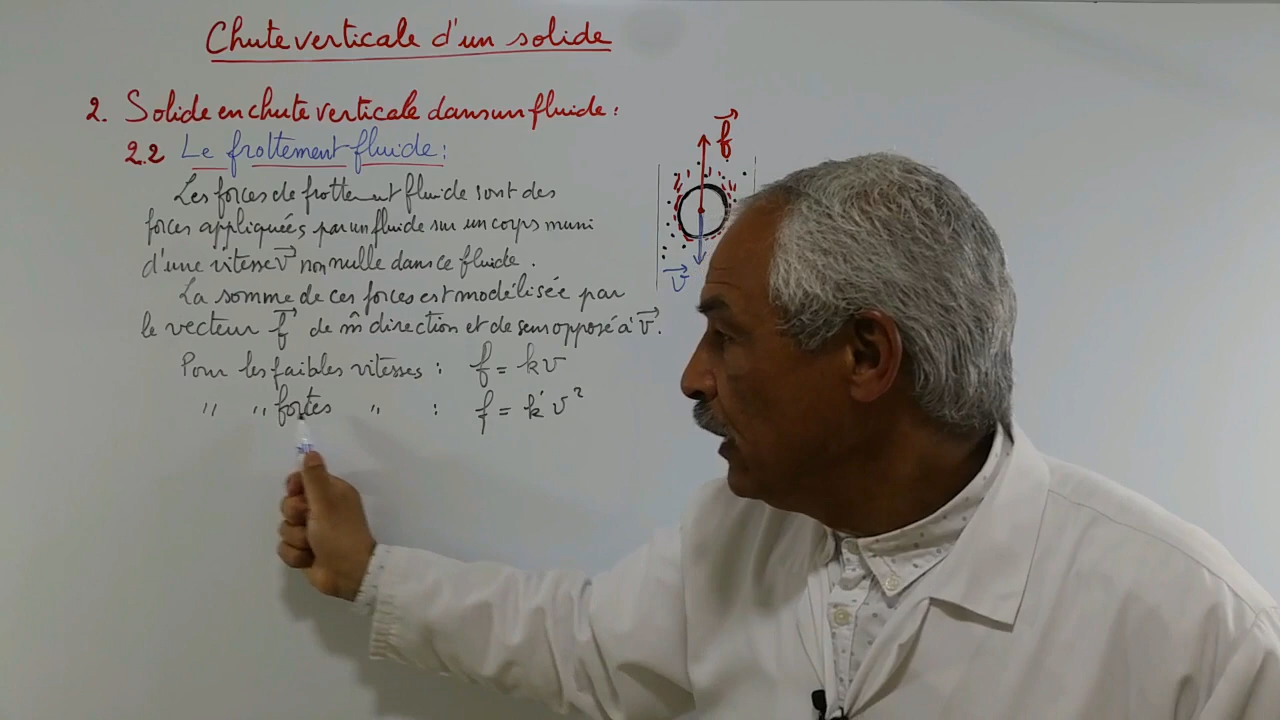 Chute verticale d'un solide
2. Solide en chute verticale dans un fluide :
2.2 Le frottement fluide :
Les forces de frottement fluide sont des
forces appliquées par un fluide sur un corps muni
d'une vitesse v⃗ non nulle dans ce fluide.
La somme de ces forces est modélisée par
le vecteur f⃗ de m̂ direction et de sens opposé à v⃗.
Pour les faibles vitesses : f = kv
" " fortes " : f = k'v²
f⃗
v⃗